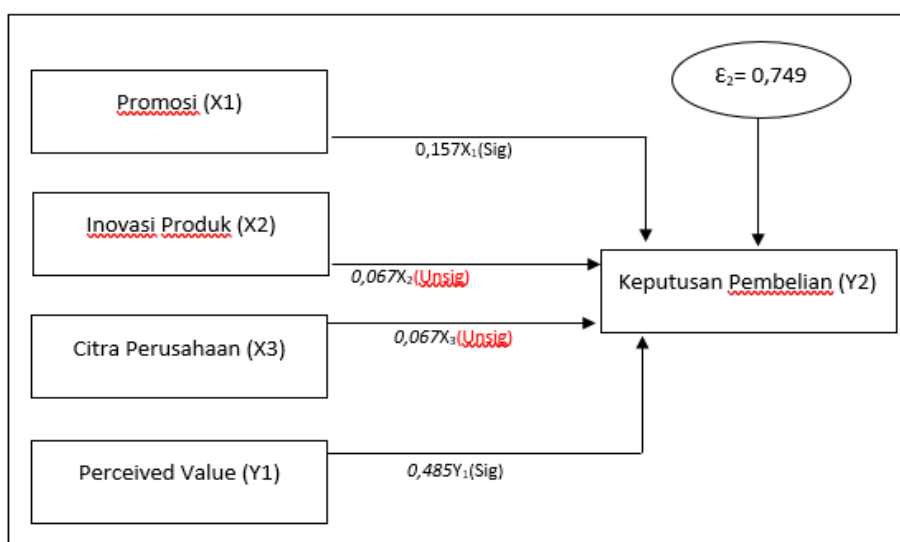 Promosi (X1)
Ɛ₂= 0,749
0,157X₁(Sig)
Inovasi Produk (X2)
0,067X₂(Unsig)
Keputusan Pembelian (Y2)
Citra Perusahaan (X3)
0,067X₃(Unsig)
Perceived Value (Y1)
0,485Y₁(Sig)